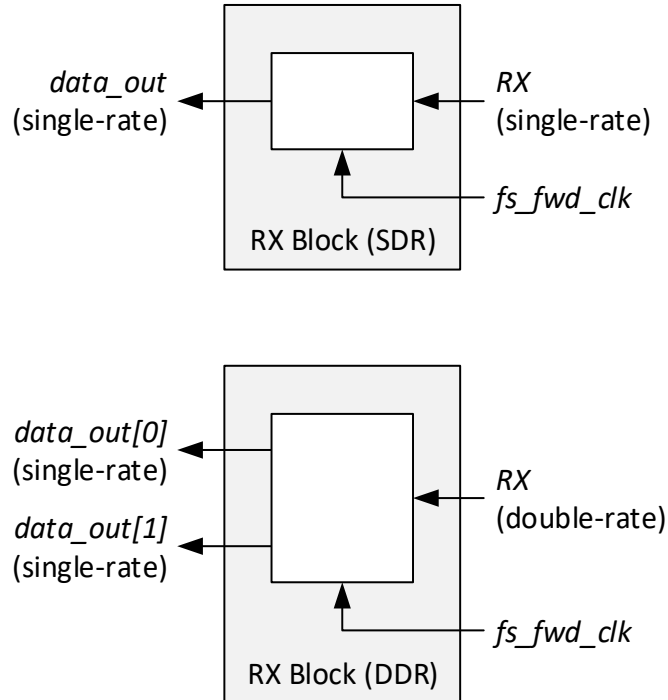 data_out
(single-rate)
RX
(single-rate)
fs_fwd_clk
RX Block (SDR)
data_out[0]
(single-rate)
data_out[1]
(single-rate)
RX
(double-rate)
fs_fwd_clk
RX Block (DDR)